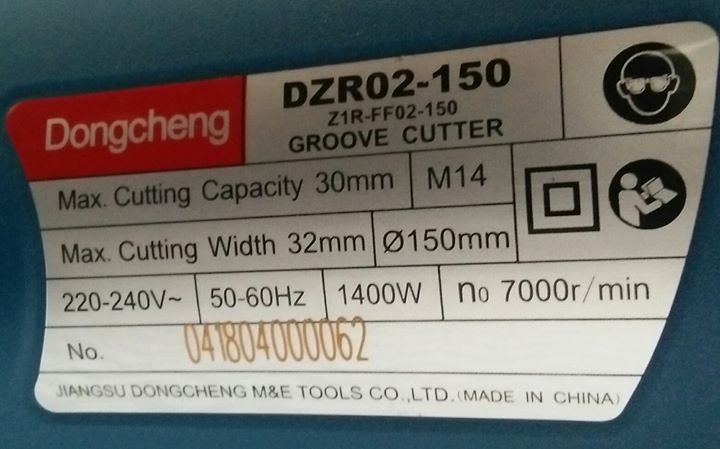 Dongcheng
DZR02-150
Z1R-FF02-150
GROOVE CUTTER
Max. Cutting Capacity 30mm M14
Max. Cutting Width 32mm Ø150mm
220-240V~ 50-60Hz 1400W n0 7000r/min
No. 041804000062
JIANGSU DONGCHENG M&E TOOLS CO.,LTD.(MADE IN CHINA)